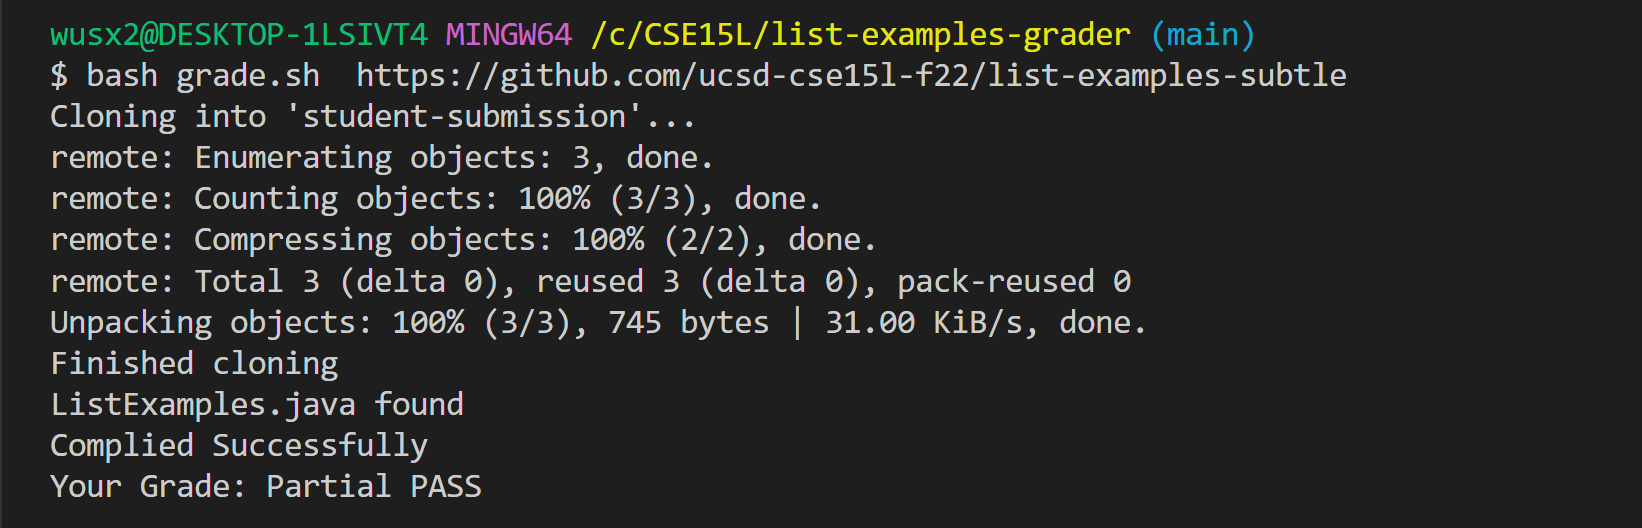 wusx2@DESKTOP-1LSIVT4 MINGW64 /c/CSE15L/list-examples-grader (main)
$ bash grade.sh  https://github.com/ucsd-cse15l-f22/list-examples-subtle
Cloning into 'student-submission'...
remote: Enumerating objects: 3, done.
remote: Counting objects: 100% (3/3), done.
remote: Compressing objects: 100% (2/2), done.
remote: Total 3 (delta 0), reused 3 (delta 0), pack-reused 0
Unpacking objects: 100% (3/3), 745 bytes | 31.00 KiB/s, done.
Finished cloning
ListExamples.java found
Complied Successfully
Your Grade: Partial PASS